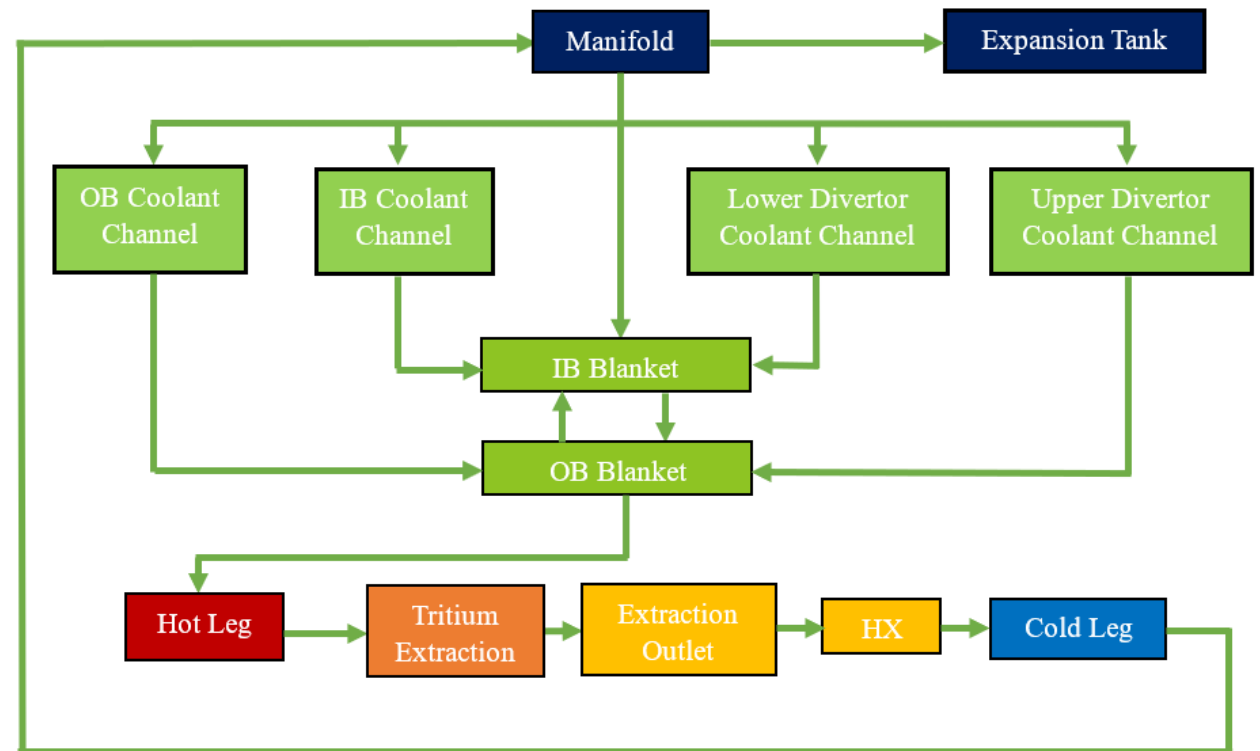 Manifold
Expansion Tank
OB Coolant
Channel
IB Coolant
Channel
Lower Divertor
Coolant Channel
Upper Divertor
Coolant Channel
IB Blanket
OB Blanket
Hot Leg
Tritium
Extraction
Extraction
Outlet
HX
Cold Leg